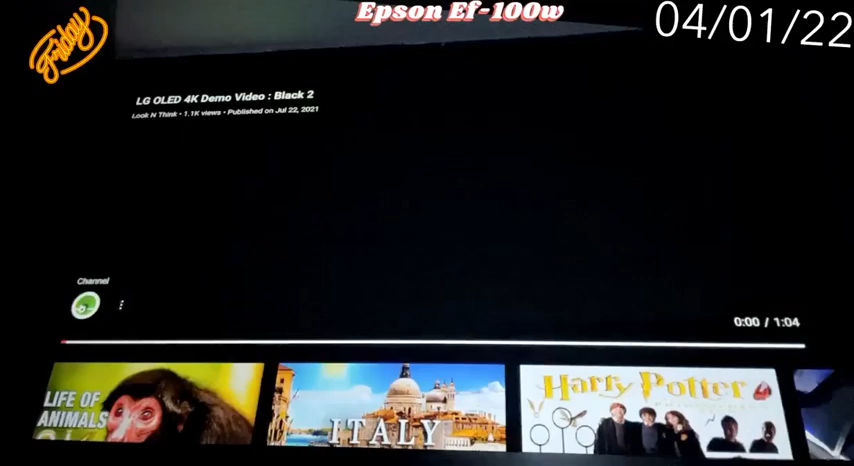 Epson Ef-100w
04/01/22
Friday
LG OLED 4K Demo Video : Black 2
Look N Think • 1.1K views • Published on Jul 22, 2021
Channel
0:00 / 1:04
LIFE OF
ANIMALS
ITALY
Harry Potter